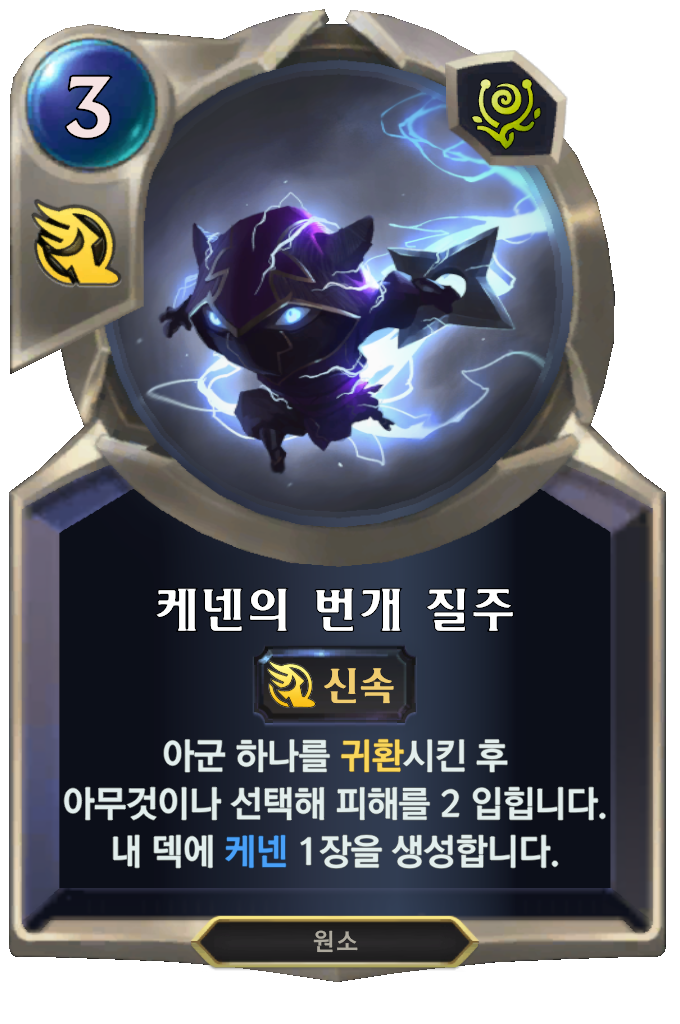 3
케넨의 번개 질주
신속
아군 하나를 귀환시킨 후
아무것이나 선택해 피해를 2 입힙니다.
내 덱에 케넨 1장을 생성합니다.
원소